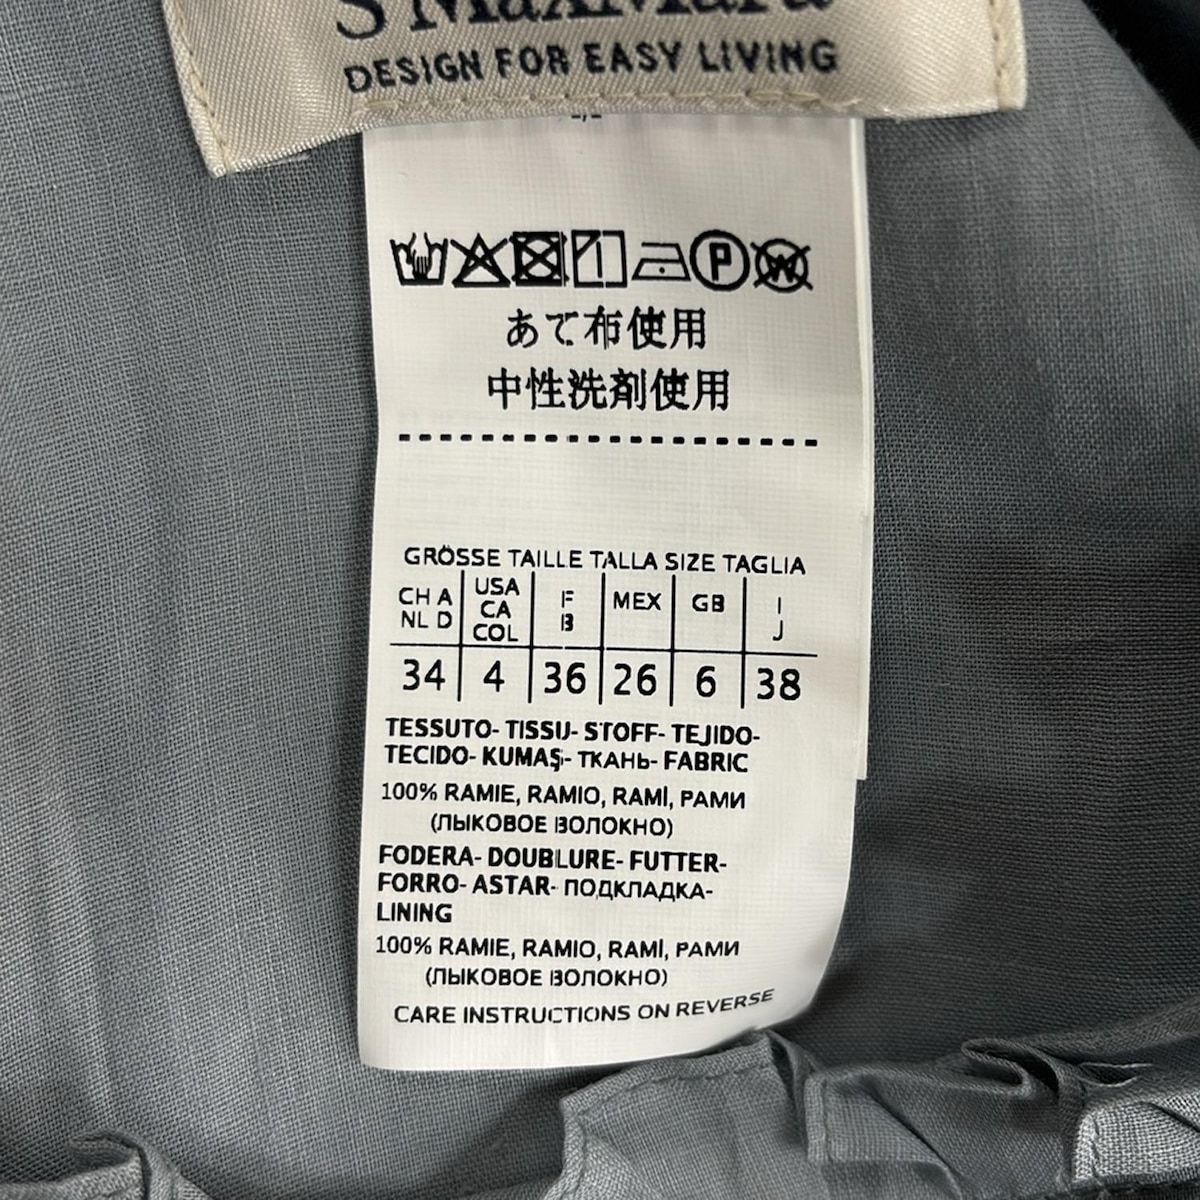 S MaxMara
DESIGN FOR EASY LIVING
P W
あて布使用
中性洗剤使用
GRÖSSE TAILLE TALLA SIZE TAGLIA
CH A NL D USA CA COL F B MEX GB I J
34 4 36 26 6 38
TESSUTO- TISSU- STOFF- TEJIDO-
TECIDO- KUMAŞ- ТКАНЬ- FABRIC
100% RAMIE, RAMIO, RAMİ, РАМИ
(ЛЫКОВОЕ ВОЛОКНО)
FODERA- DOUBLURE- FUTTER-
FORRO- ASTAR- ПОДКЛАДКА-
LINING
100% RAMIE, RAMIO, RAMİ, РАМИ
(ЛЫКОВОЕ ВОЛОКНО)
CARE INSTRUCTIONS ON REVERSE